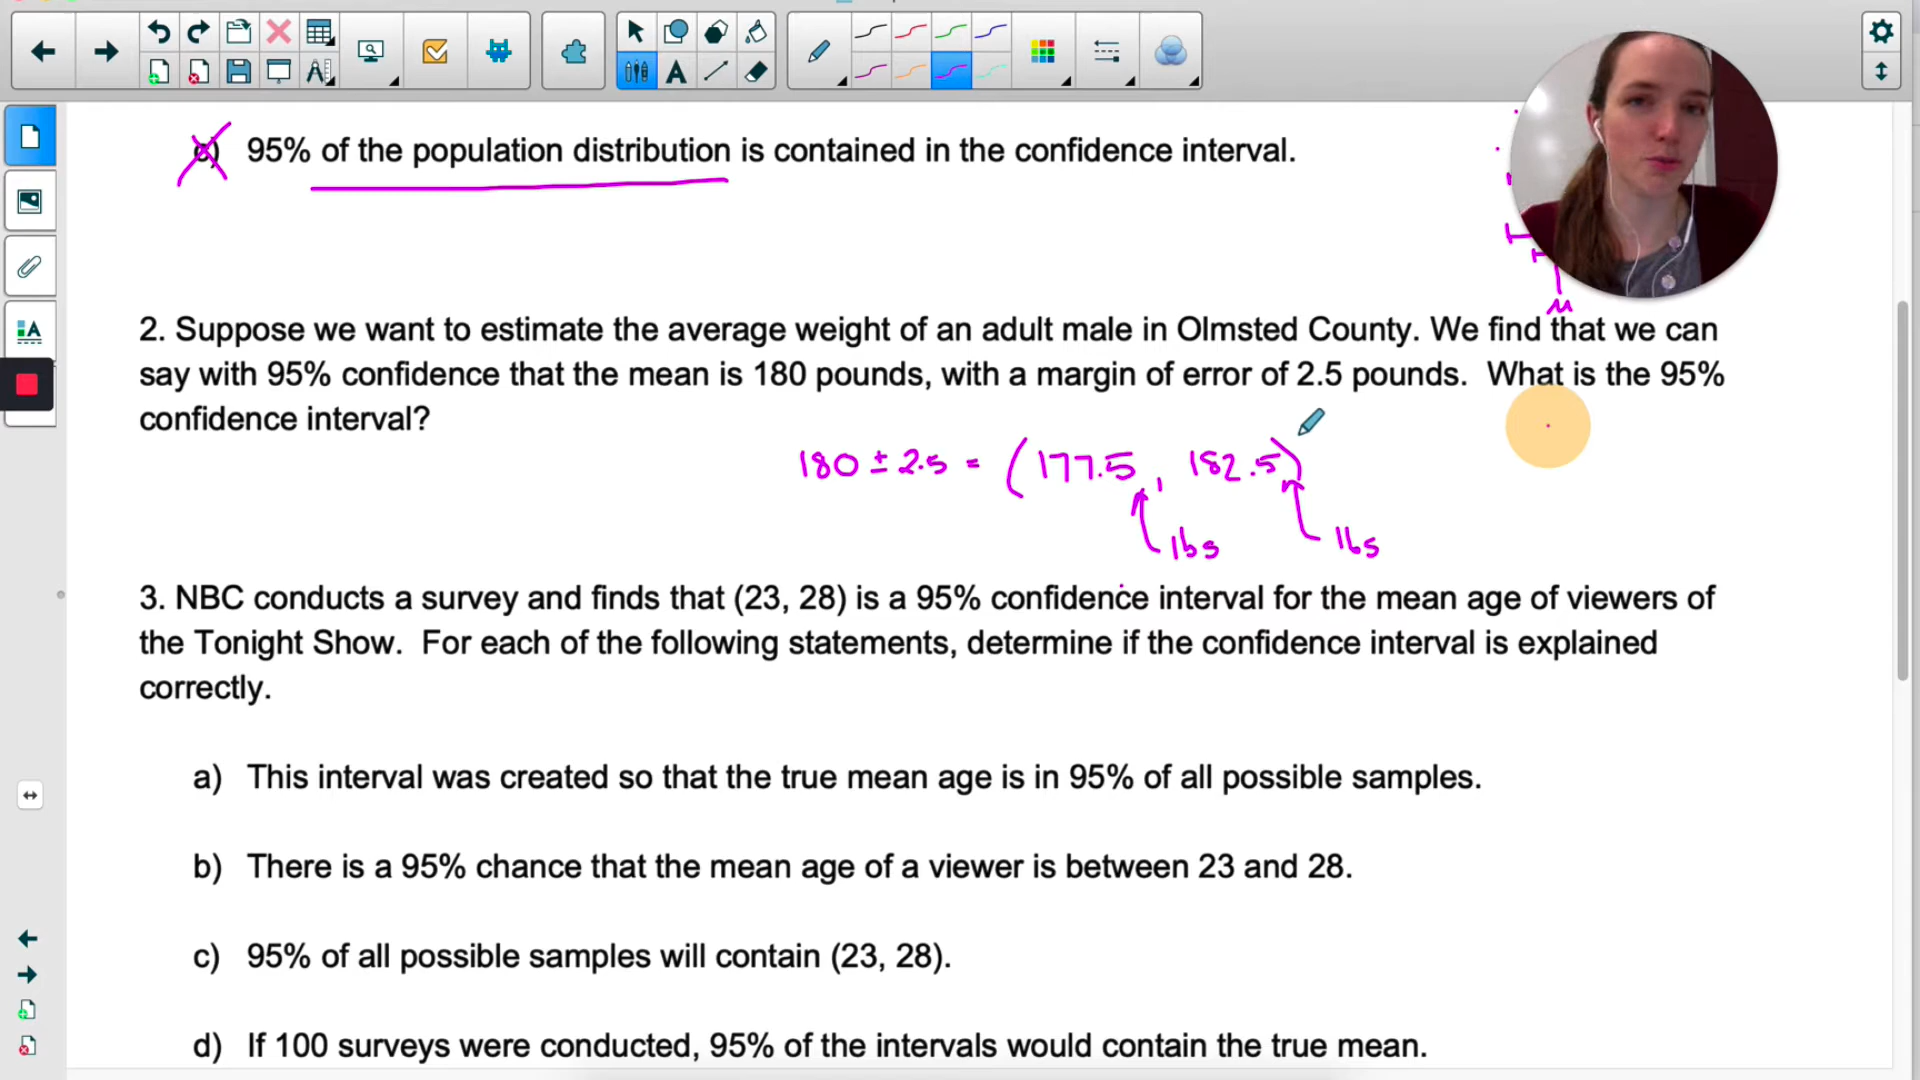 95% of the population distribution is contained in the confidence interval.
μ
2. Suppose we want to estimate the average weight of an adult male in Olmsted County. We find that we can
say with 95% confidence that the mean is 180 pounds, with a margin of error of 2.5 pounds. What is the 95%
confidence interval?
180 ± 2.5 = (177.5, 182.5)
lbs lbs
3. NBC conducts a survey and finds that (23, 28) is a 95% confidence interval for the mean age of viewers of
the Tonight Show. For each of the following statements, determine if the confidence interval is explained
correctly.
a) This interval was created so that the true mean age is in 95% of all possible samples.
b) There is a 95% chance that the mean age of a viewer is between 23 and 28.
c) 95% of all possible samples will contain (23, 28).
d) If 100 surveys were conducted, 95% of the intervals would contain the true mean.